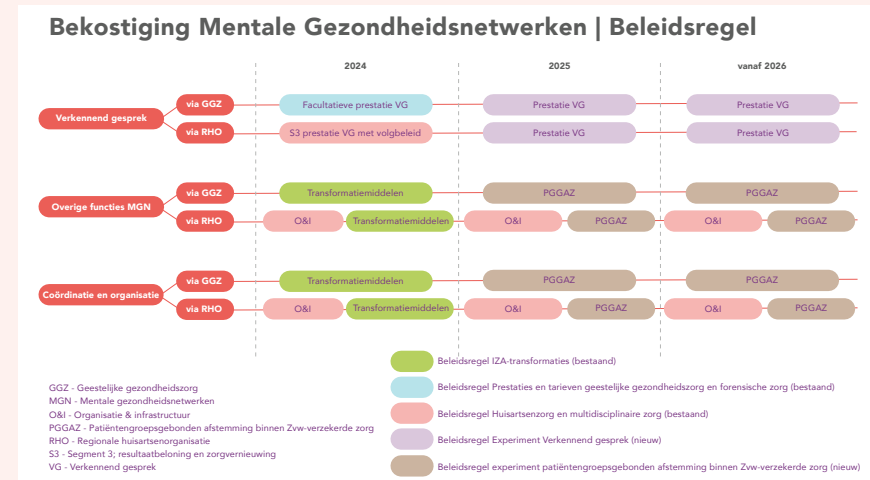 Bekostiging Mentale Gezondheidsnetwerken | Beleidsregel
2024 2025 vanaf 2026
Verkennend gesprek
via GGZ Facultatieve prestatie VG Prestatie VG Prestatie VG
via RHO S3 prestatie VG met volgbeleid Prestatie VG Prestatie VG
Overige functies MGN
via GGZ Transformatiemiddelen PGGAZ PGGAZ
via RHO O&I Transformatiemiddelen O&I PGGAZ O&I PGGAZ
Coördinatie en organisatie
via GGZ Transformatiemiddelen PGGAZ PGGAZ
via RHO O&I Transformatiemiddelen O&I PGGAZ O&I PGGAZ
GGZ - Geestelijke gezondheidszorg
MGN - Mentale gezondheidsnetwerken
O&I - Organisatie & infrastructuur
PGGAZ - Patiëntengroepsgebonden afstemming binnen Zvw-verzekerde zorg
RHO - Regionale huisartsenorganisatie
S3 - Segment 3; resultaatbeloning en zorgvernieuwing
VG - Verkennend gesprek
Beleidsregel IZA-transformaties (bestaand)
Beleidsregel Prestaties en tarieven geestelijke gezondheidszorg en forensische zorg (bestaand)
Beleidsregel Huisartsenzorg en multidisciplinaire zorg (bestaand)
Beleidsregel Experiment Verkennend gesprek (nieuw)
Beleidsregel experiment patiëntengroepsgebonden afstemming binnen Zvw-verzekerde zorg (nieuw)